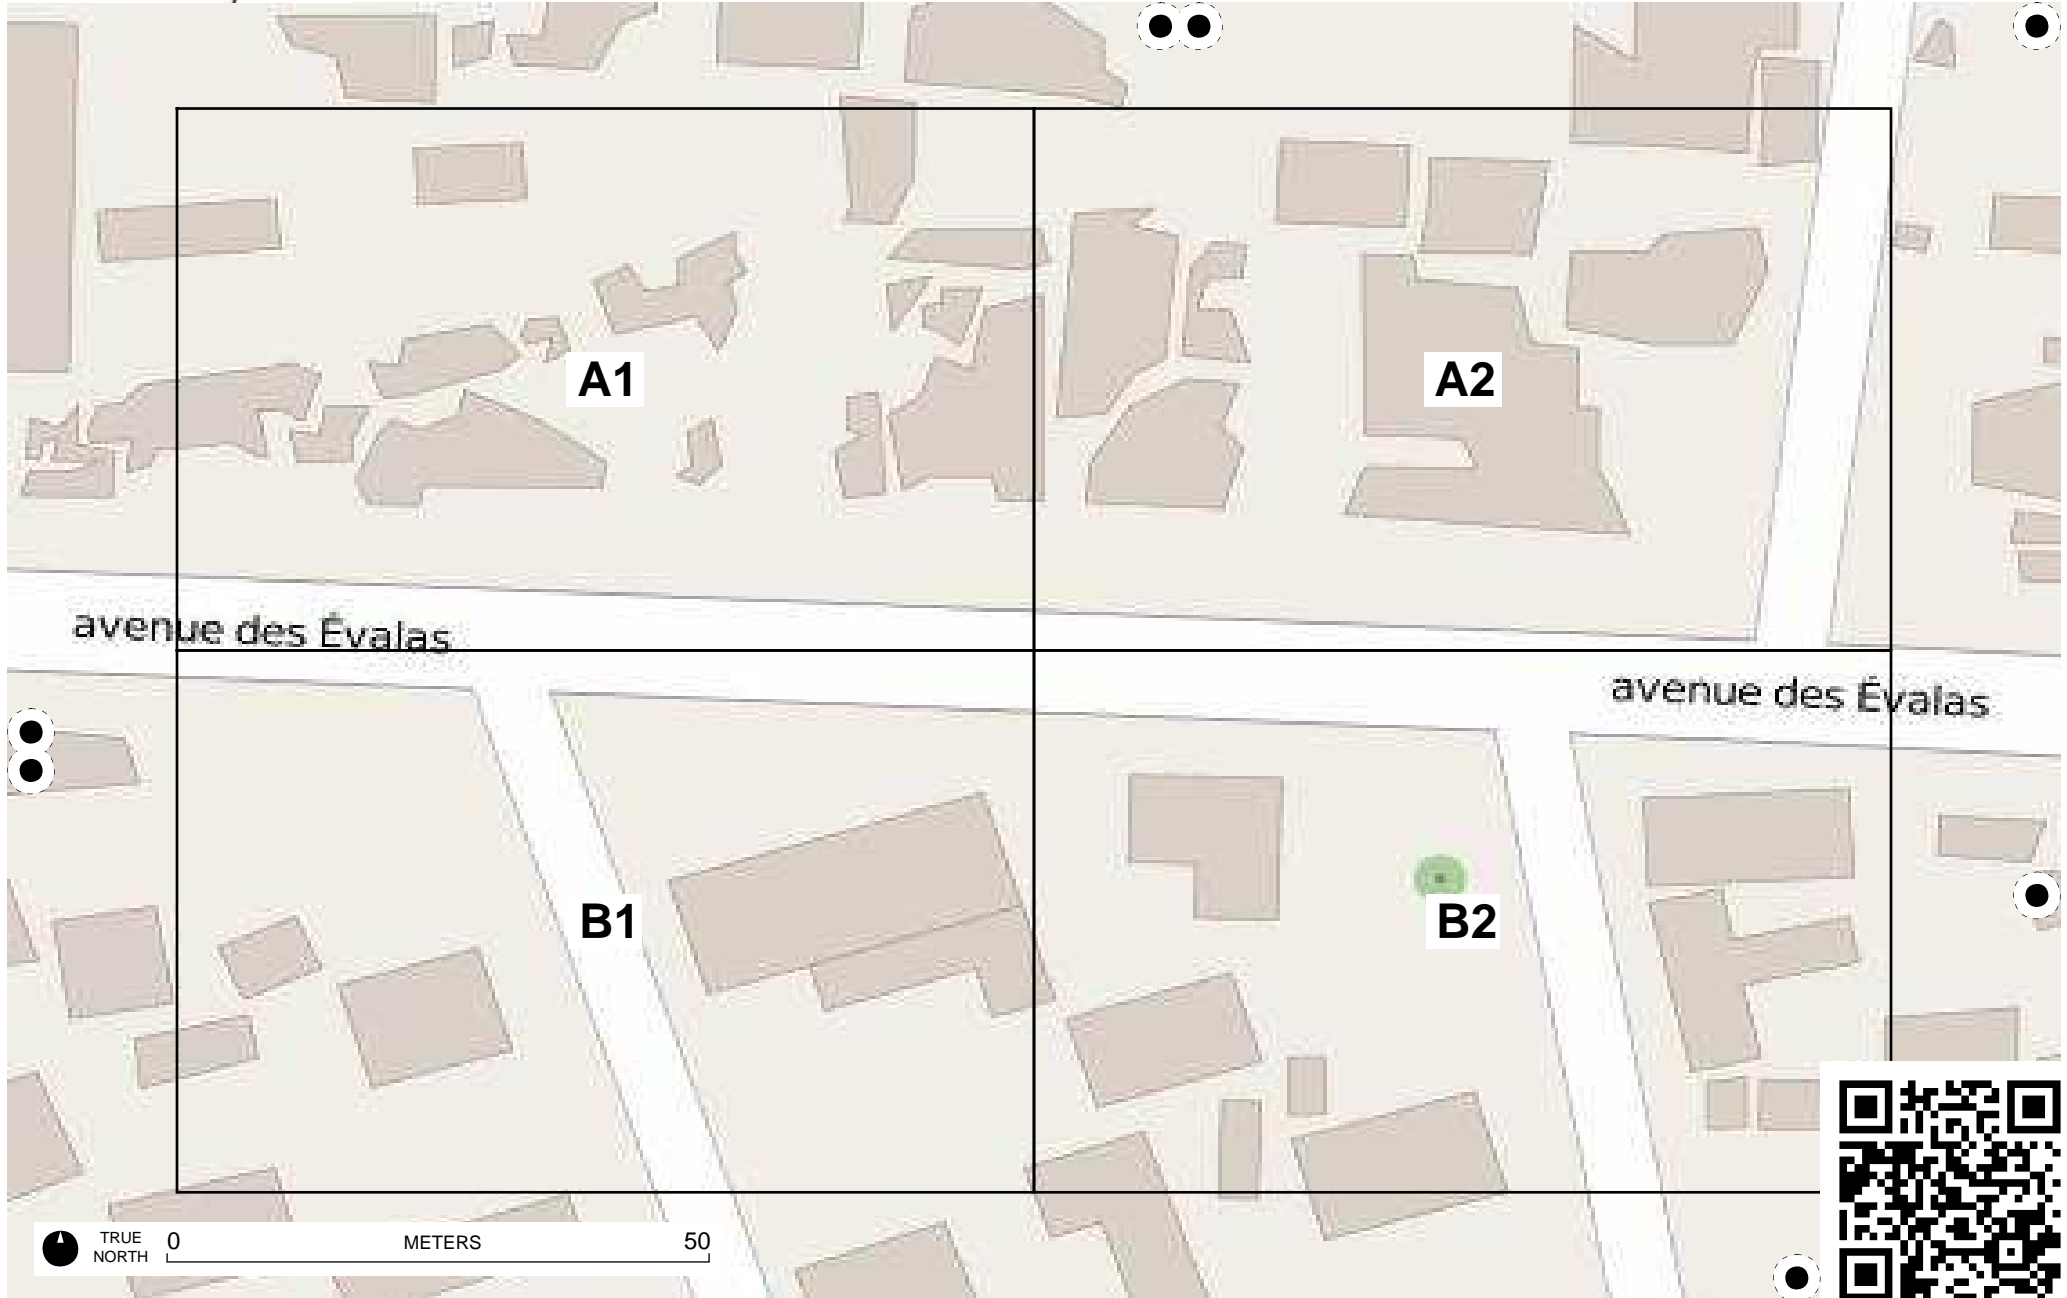 A1
A2
avenue des Évalas
avenue des Évalas
B1
B2
TRUE NORTH
0 METERS 50